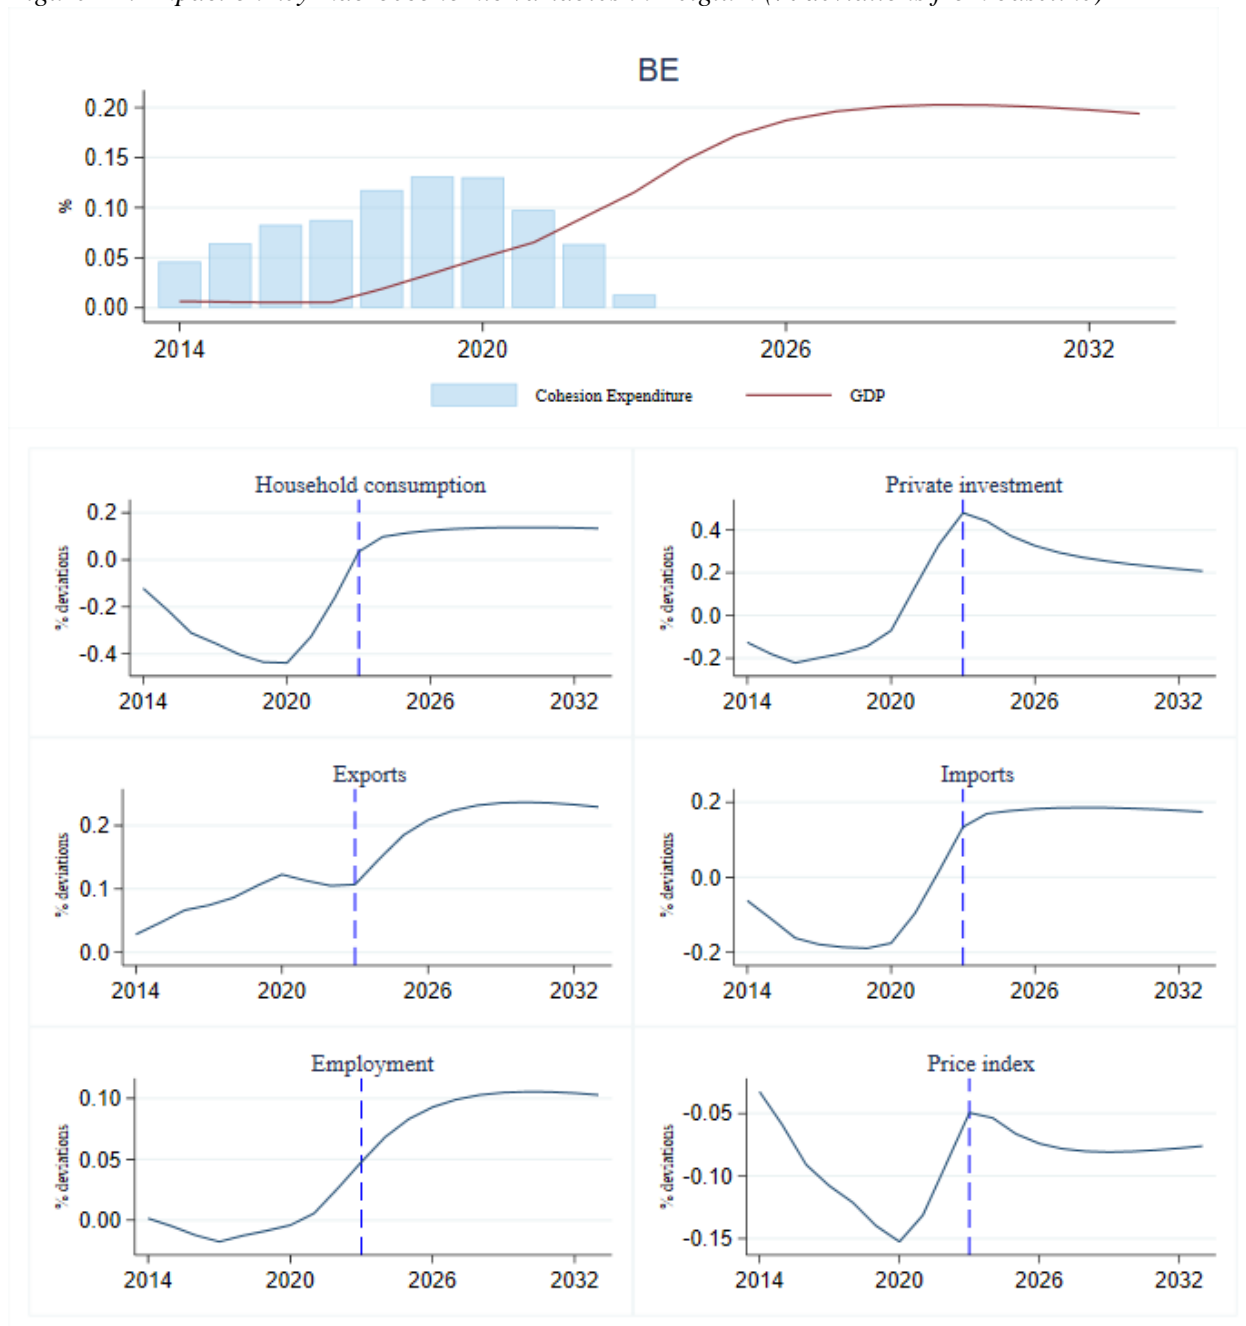 BE
0.20
0.15
0.10
0.05
0.00
%
2014 2020 2026 2032
Cohesion Expenditure GDP
Household consumption
0.2
0.0
-0.2
-0.4
% deviations
2014 2020 2026 2032
Private investment
0.4
0.2
0.0
-0.2
% deviations
2014 2020 2026 2032
Exports
0.2
0.1
0.0
% deviations
2014 2020 2026 2032
Imports
0.2
0.0
-0.2
% deviations
2014 2020 2026 2032
Employment
0.10
0.05
0.00
% deviations
2014 2020 2026 2032
Price index
-0.05
-0.10
-0.15
% deviations
2014 2020 2026 2032